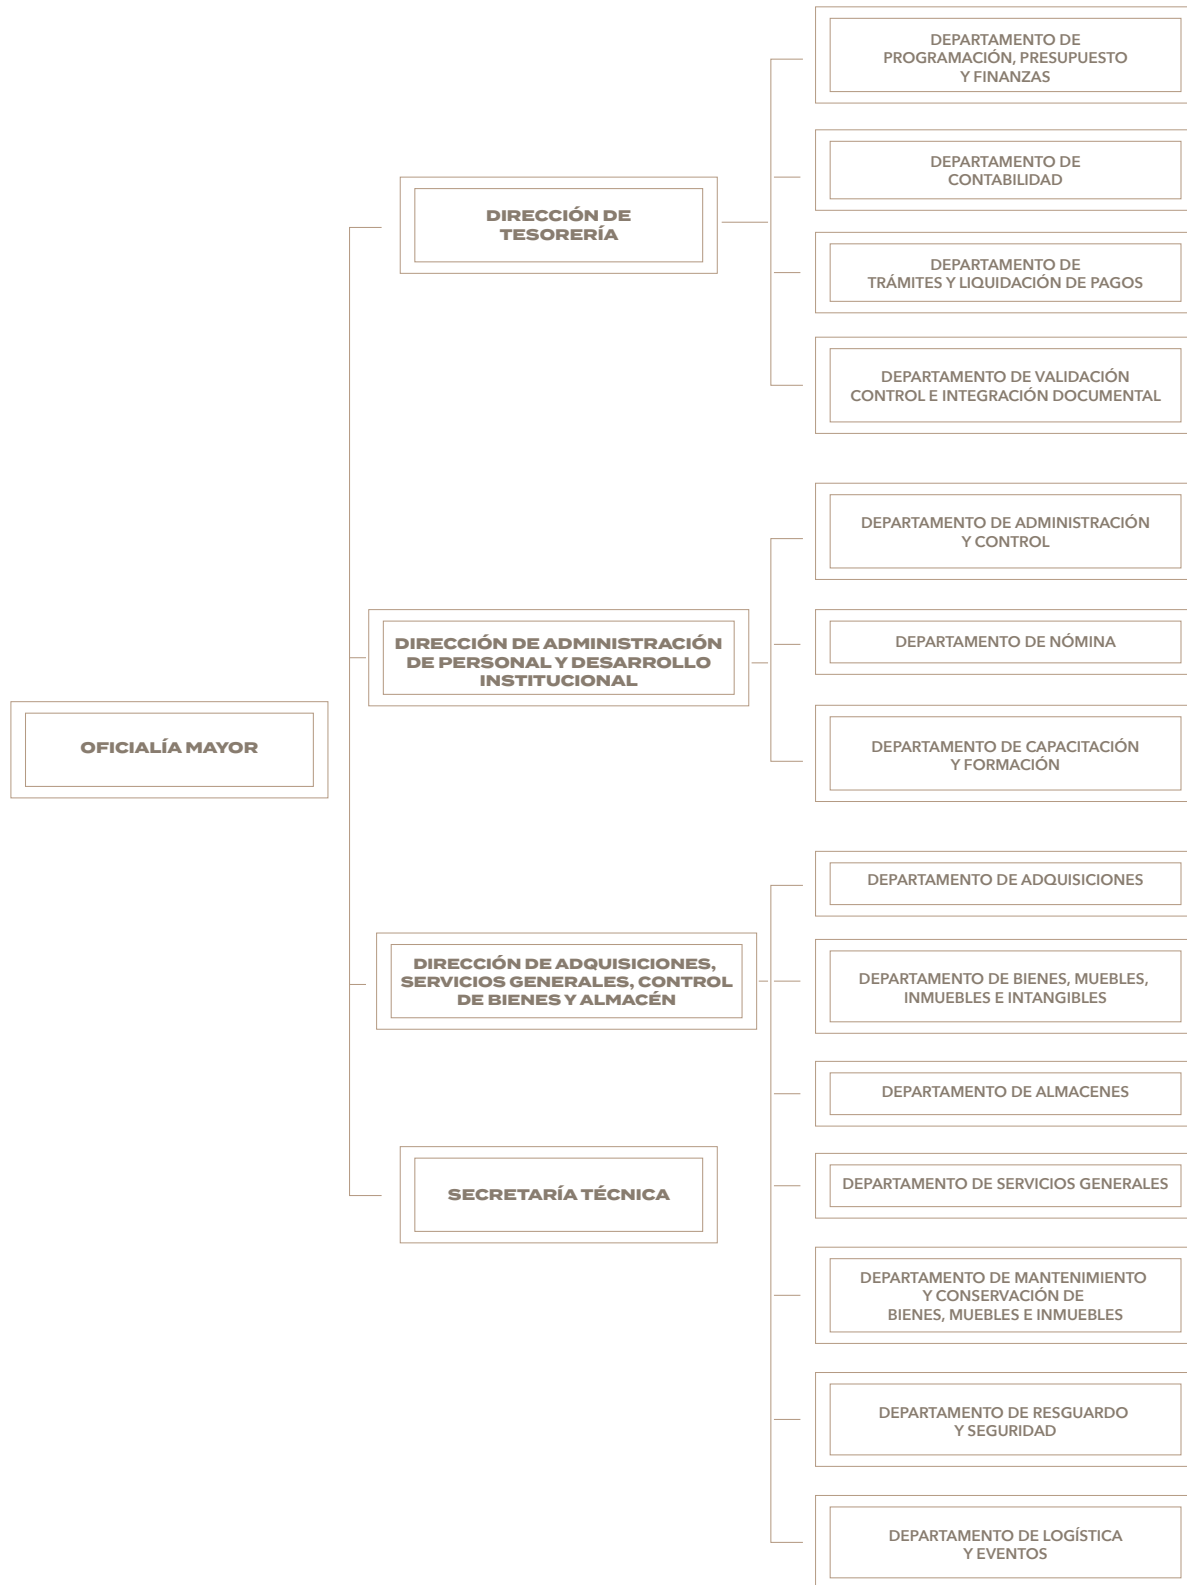 OFICIALÍA MAYOR
DIRECCIÓN DE
TESORERÍA
DEPARTAMENTO DE
PROGRAMACIÓN, PRESUPUESTO
Y FINANZAS
DEPARTAMENTO DE
CONTABILIDAD
DEPARTAMENTO DE
TRÁMITES Y LIQUIDACIÓN DE PAGOS
DEPARTAMENTO DE VALIDACIÓN
CONTROL E INTEGRACIÓN DOCUMENTAL
DIRECCIÓN DE ADMINISTRACIÓN
DE PERSONAL Y DESARROLLO
INSTITUCIONAL
DEPARTAMENTO DE ADMINISTRACIÓN
Y CONTROL
DEPARTAMENTO DE NÓMINA
DEPARTAMENTO DE CAPACITACIÓN
Y FORMACIÓN
DIRECCIÓN DE ADQUISICIONES,
SERVICIOS GENERALES, CONTROL
DE BIENES Y ALMACÉN
DEPARTAMENTO DE ADQUISICIONES
DEPARTAMENTO DE BIENES, MUEBLES,
INMUEBLES E INTANGIBLES
DEPARTAMENTO DE ALMACENES
DEPARTAMENTO DE SERVICIOS GENERALES
DEPARTAMENTO DE MANTENIMIENTO
Y CONSERVACIÓN DE
BIENES, MUEBLES E INMUEBLES
DEPARTAMENTO DE RESGUARDO
Y SEGURIDAD
DEPARTAMENTO DE LOGÍSTICA
Y EVENTOS
SECRETARÍA TÉCNICA